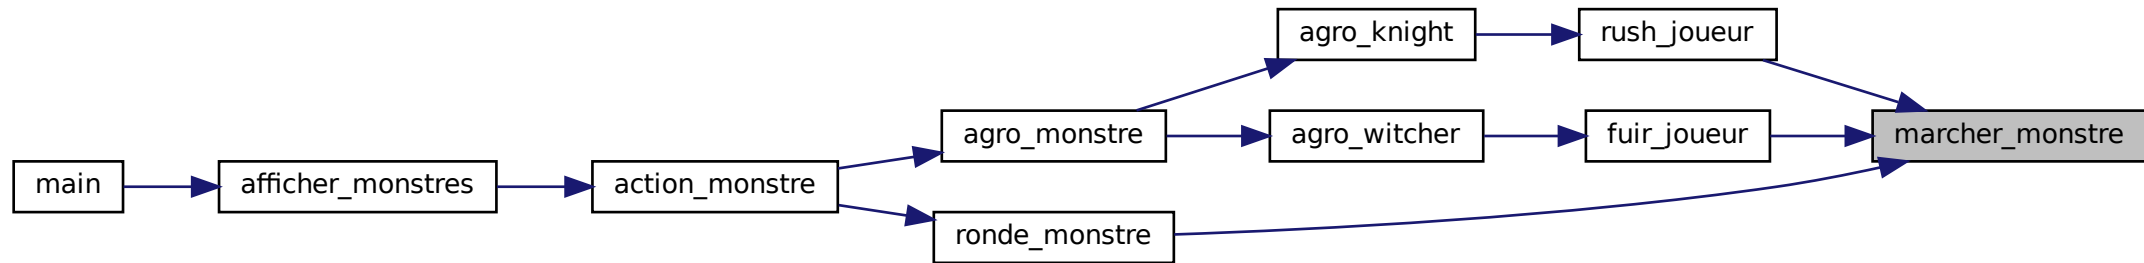 main
afficher_monstres
action_monstre
agro_monstre
ronde_monstre
agro_knight
agro_witcher
rush_joueur
fuir_joueur
marcher_monstre